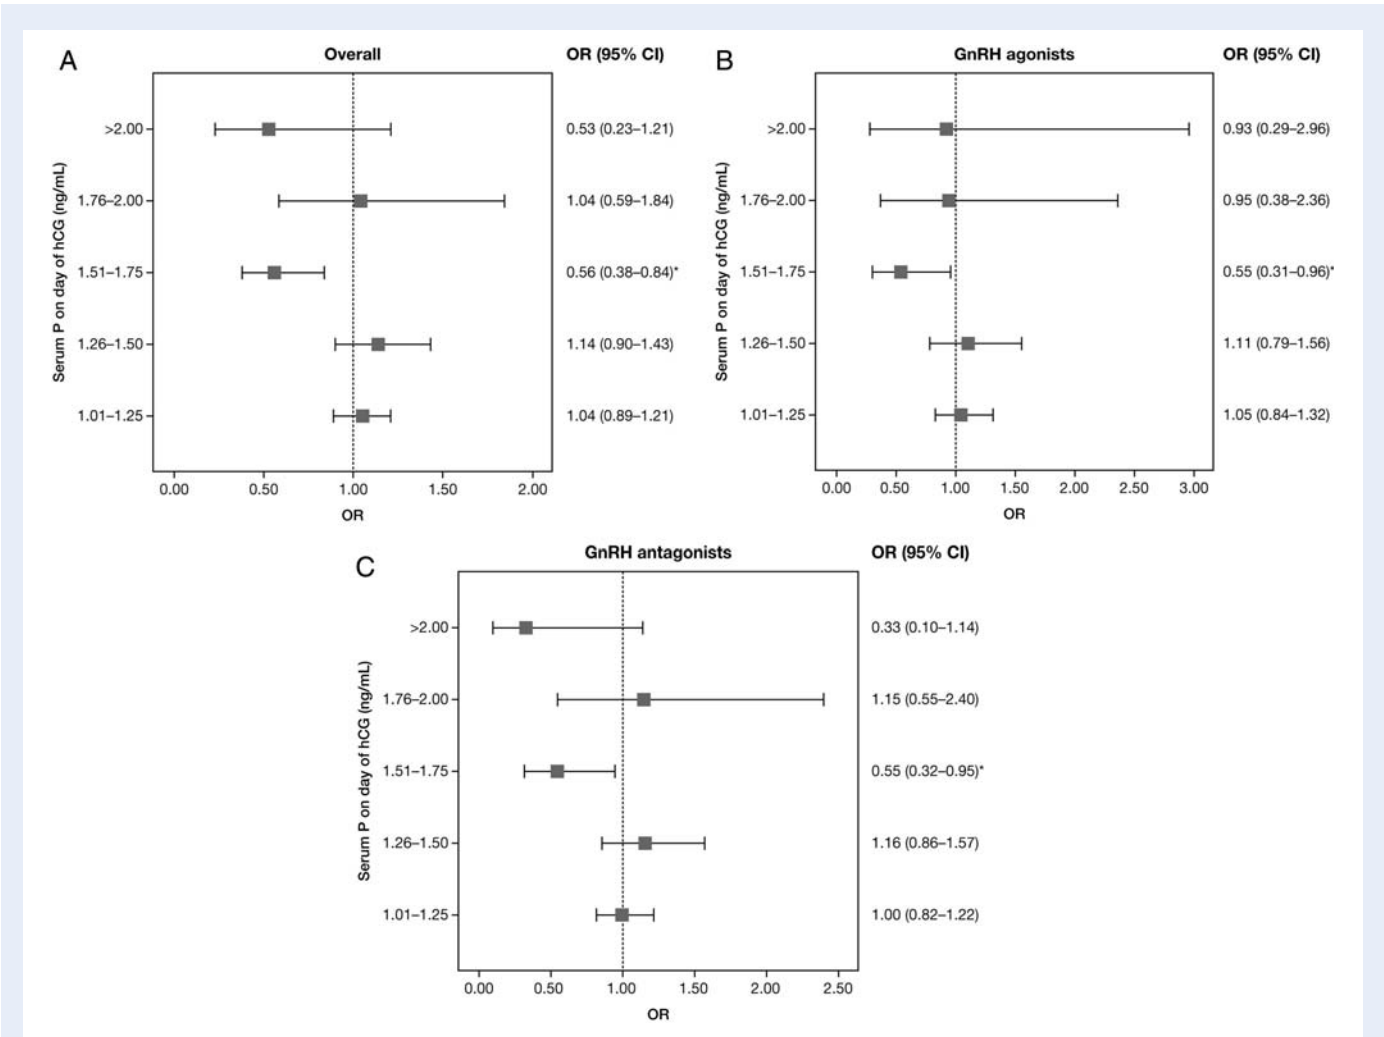 A
Overall
OR (95% CI)
Serum P on day of hCG (ng/mL)
>2.00
0.53 (0.23–1.21)
1.76–2.00
1.04 (0.59–1.84)
1.51–1.75
0.56 (0.38–0.84)*
1.26–1.50
1.14 (0.90–1.43)
1.01–1.25
1.04 (0.89–1.21)
0.00 0.50 1.00 1.50 2.00
OR
B
GnRH agonists
OR (95% CI)
Serum P on day of hCG (ng/mL)
>2.00
0.93 (0.29–2.96)
1.76–2.00
0.95 (0.38–2.36)
1.51–1.75
0.55 (0.31–0.96)*
1.26–1.50
1.11 (0.79–1.56)
1.01–1.25
1.05 (0.84–1.32)
0.00 0.50 1.00 1.50 2.00 2.50 3.00
OR
C
GnRH antagonists
OR (95% CI)
Serum P on day of hCG (ng/mL)
>2.00
0.33 (0.10–1.14)
1.76–2.00
1.15 (0.55–2.40)
1.51–1.75
0.55 (0.32–0.95)*
1.26–1.50
1.16 (0.86–1.57)
1.01–1.25
1.00 (0.82–1.22)
0.00 0.50 1.00 1.50 2.00 2.50
OR